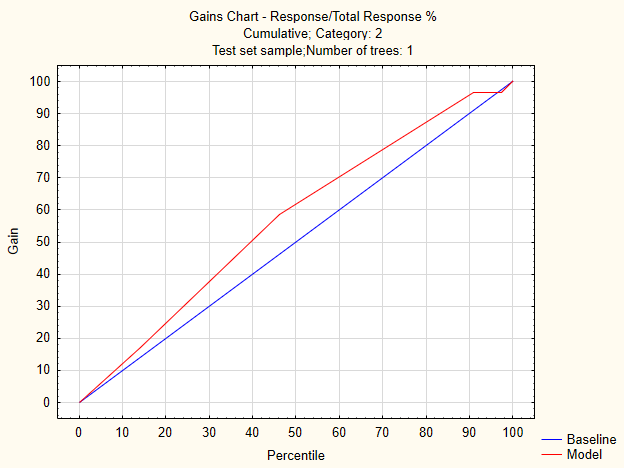 Gains Chart - Response/Total Response %
Cumulative; Category: 2
Test set sample;Number of trees: 1
100
90
80
70
60
50
40
30
20
10
0
Gain
0 10 20 30 40 50 60 70 80 90 100
Percentile
Baseline
Model